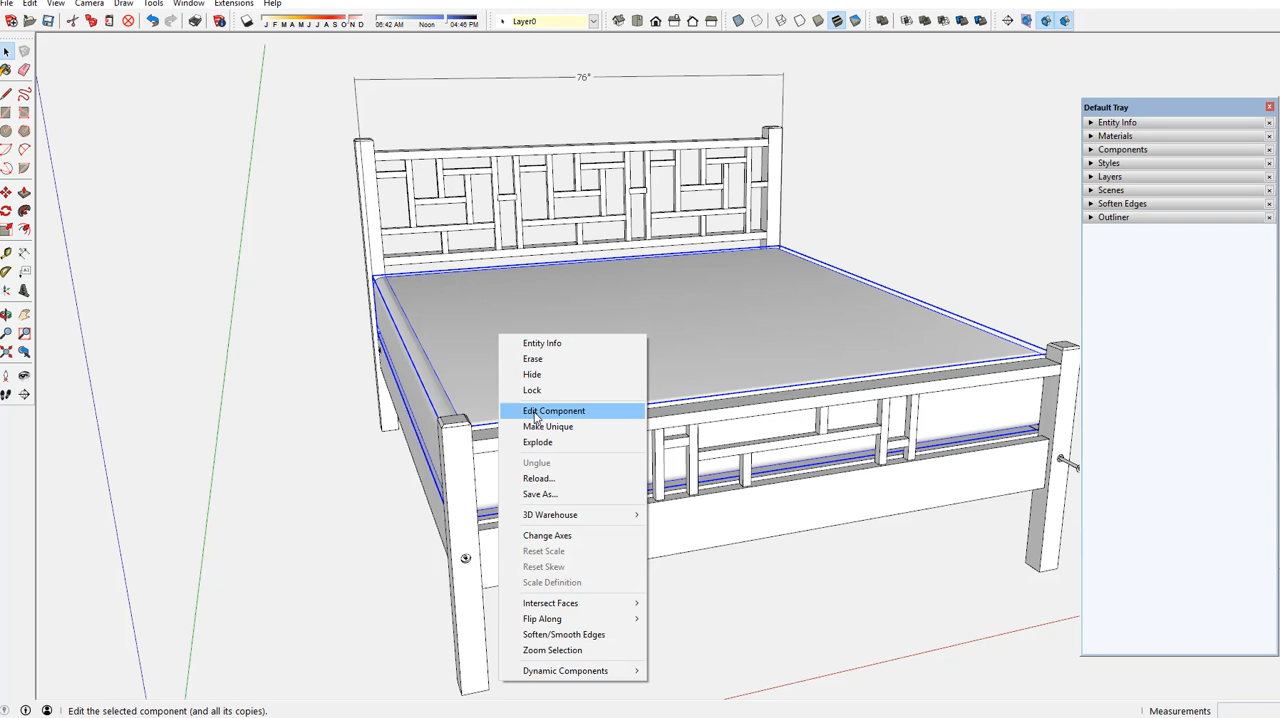 File Edit View Camera Draw Tools Window Extensions Help
J F M A M J J A S O N D 06:42 AM Noon 04:46 PM Layer0
76"
Default Tray
Entity Info
Materials
Components
Styles
Layers
Scenes
Soften Edges
Outliner
Entity Info
Erase
Hide
Lock
Edit Component
Make Unique
Explode
Unglue
Reload...
Save As...
3D Warehouse
Change Axes
Reset Scale
Reset Skew
Scale Definition
Intersect Faces
Flip Along
Soften/Smooth Edges
Zoom Selection
Dynamic Components
Edit the selected component (and all its copies).
Measurements